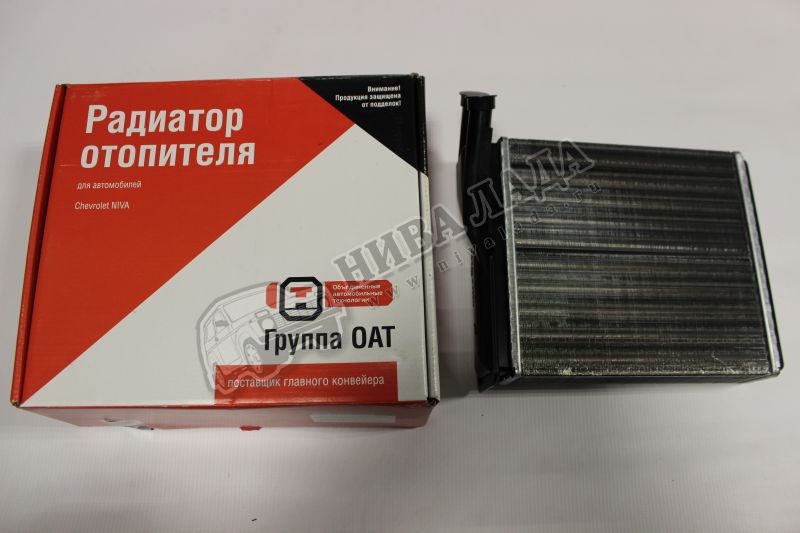 Внимание!
Продукция защищена
от подделок!
Радиатор
отопителя
для автомобилей
Chevrolet NIVA
НИВА ЛАДА
www.nivalada.ru
Объединенные
автомобильные
технологии
Группа ОАТ
поставщик главного конвейера